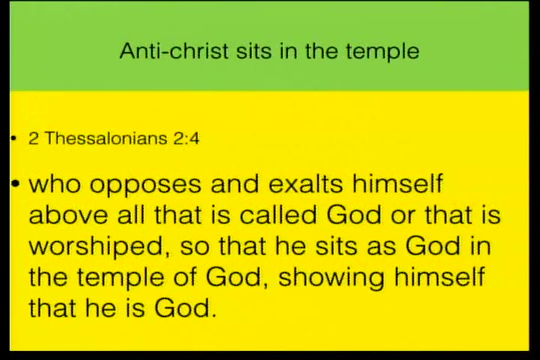 Anti-christ sits in the temple
• 2 Thessalonians 2:4
• who opposes and exalts himself
above all that is called God or that is
worshiped, so that he sits as God in
the temple of God, showing himself
that he is God.